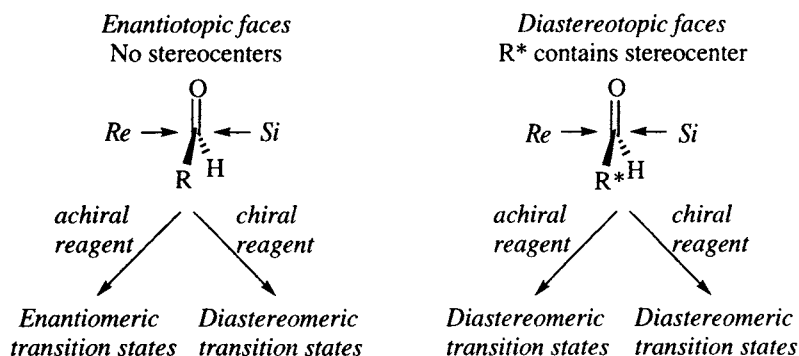 Enantiotopic faces
No stereocenters
O
Re
Si
R
H
achiral
reagent
chiral
reagent
Enantiomeric
transition states
Diastereomeric
transition states
Diastereotopic faces
R* contains stereocenter
O
Re
Si
R*
H
achiral
reagent
chiral
reagent
Diastereomeric
transition states
Diastereomeric
transition states